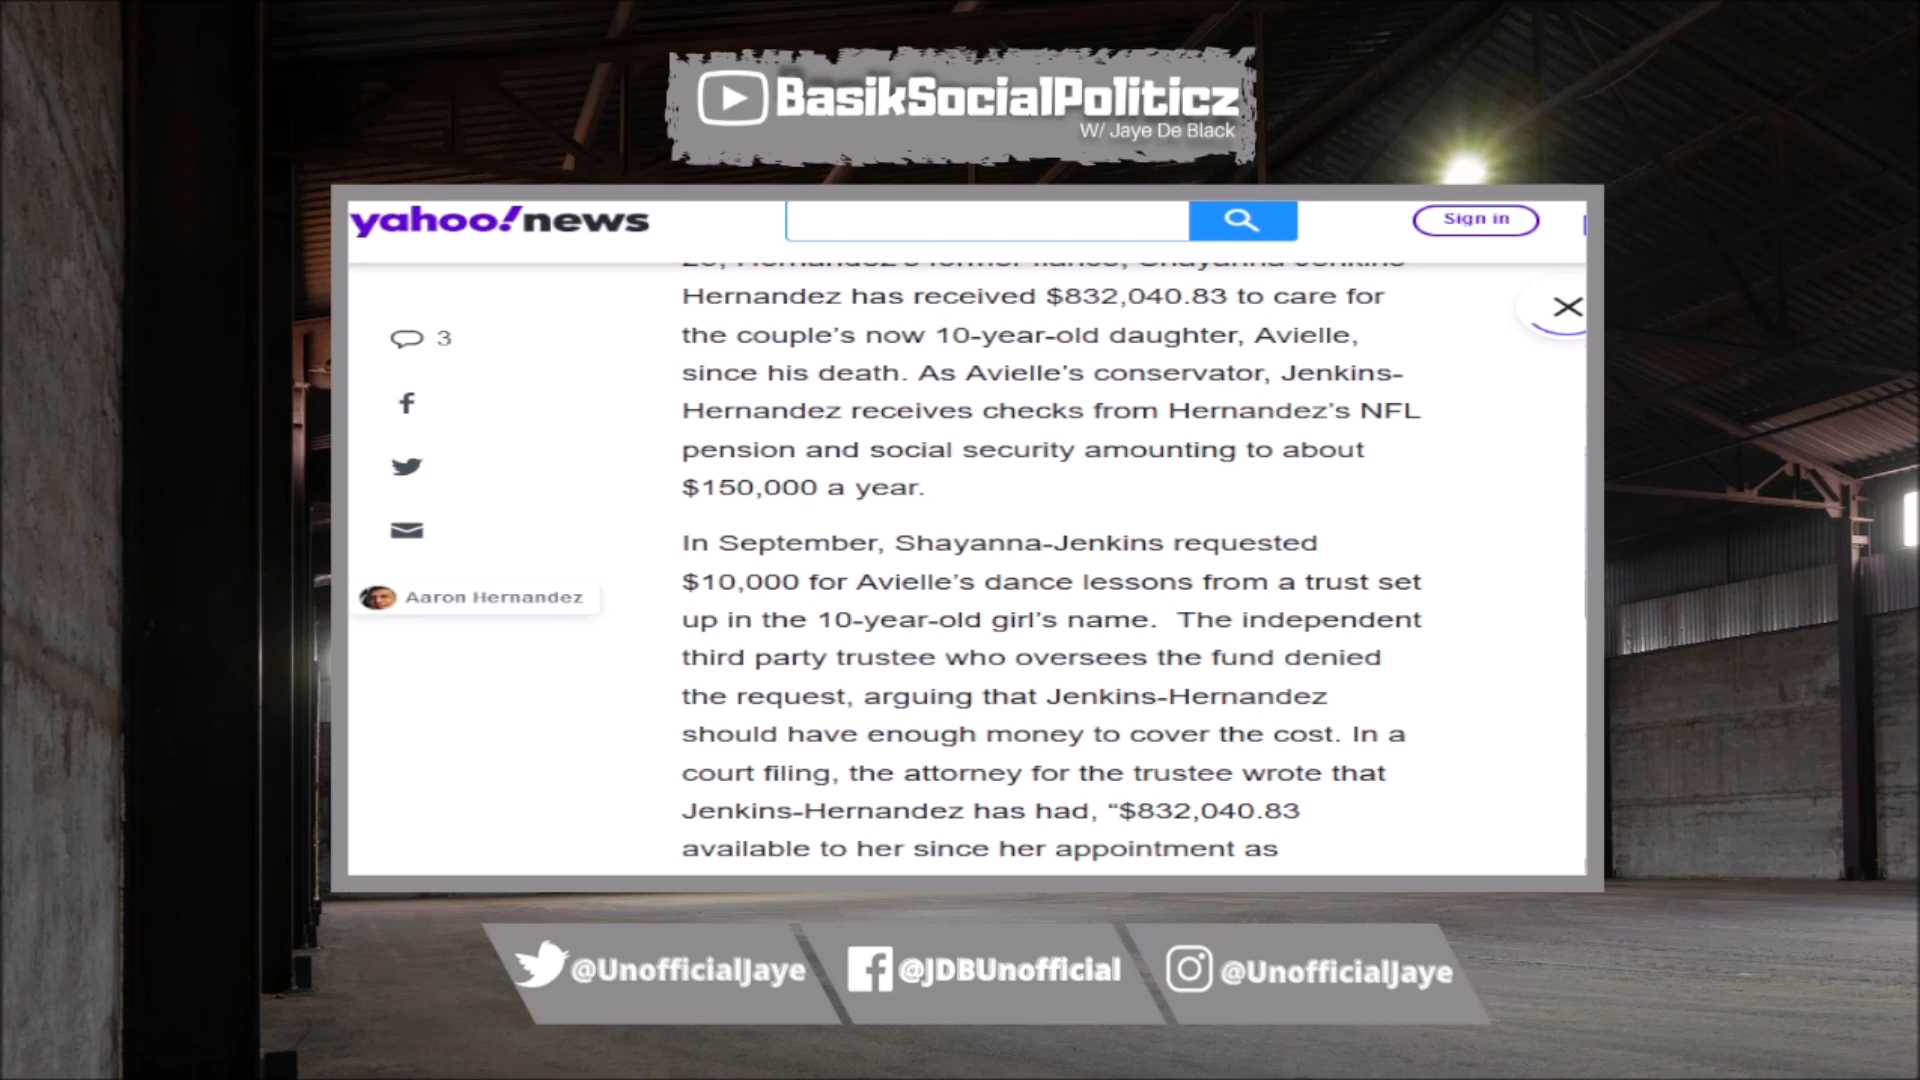 BasikSocialPoliticz
W/ Jaye De Black
yahoo!news
Sign in
Hernandez has received $832,040.83 to care for
the couple's now 10-year-old daughter, Avielle,
since his death. As Avielle's conservator, Jenkins-
Hernandez receives checks from Hernandez's NFL
pension and social security amounting to about
$150,000 a year.
3
In September, Shayanna-Jenkins requested
$10,000 for Avielle's dance lessons from a trust set
up in the 10-year-old girl's name.  The independent
third party trustee who oversees the fund denied
the request, arguing that Jenkins-Hernandez
should have enough money to cover the cost. In a
court filing, the attorney for the trustee wrote that
Jenkins-Hernandez has had, “$832,040.83
available to her since her appointment as
Aaron Hernandez
@UnofficialJaye
@JDBUnofficial
@UnofficialJaye